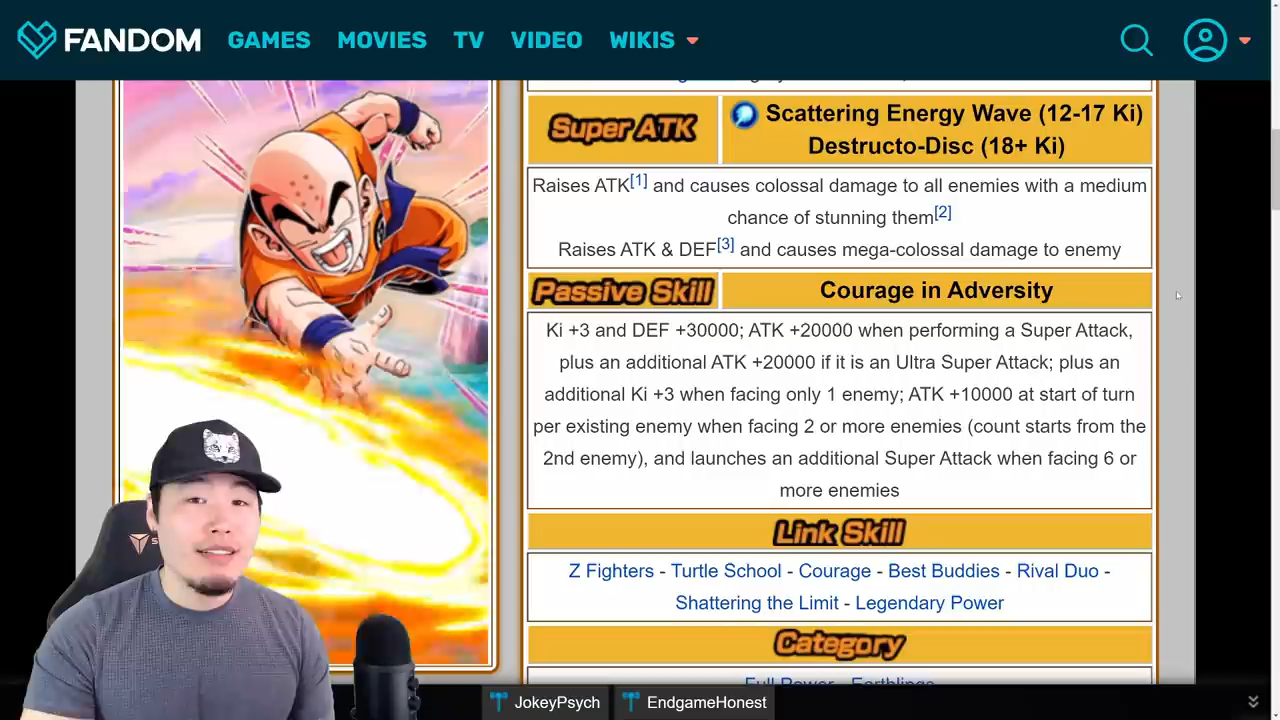 FANDOM GAMES MOVIES TV VIDEO WIKIS
Super ATK
Scattering Energy Wave (12-17 Ki)
Destructo-Disc (18+ Ki)
Raises ATK[1] and causes colossal damage to all enemies with a medium
chance of stunning them[2]
Raises ATK & DEF[3] and causes mega-colossal damage to enemy
Passive Skill
Courage in Adversity
Ki +3 and DEF +30000; ATK +20000 when performing a Super Attack,
plus an additional ATK +20000 if it is an Ultra Super Attack; plus an
additional Ki +3 when facing only 1 enemy; ATK +10000 at start of turn
per existing enemy when facing 2 or more enemies (count starts from the
2nd enemy), and launches an additional Super Attack when facing 6 or
more enemies
Link Skill
Z Fighters - Turtle School - Courage - Best Buddies - Rival Duo -
Shattering the Limit - Legendary Power
Category
Full Power - Earthlings
JokeyPsych
EndgameHonest